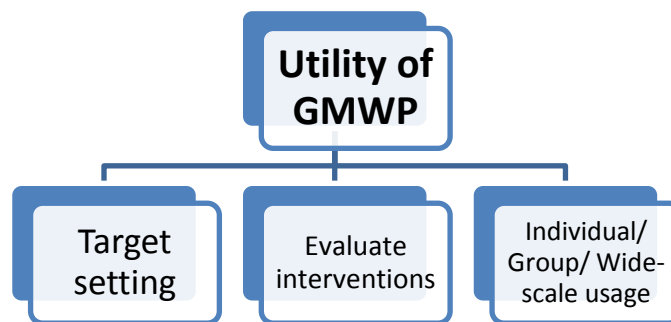 Utility of
GMWP
Target
setting
Evaluate
interventions
Individual/
Group/ Wide-
scale usage